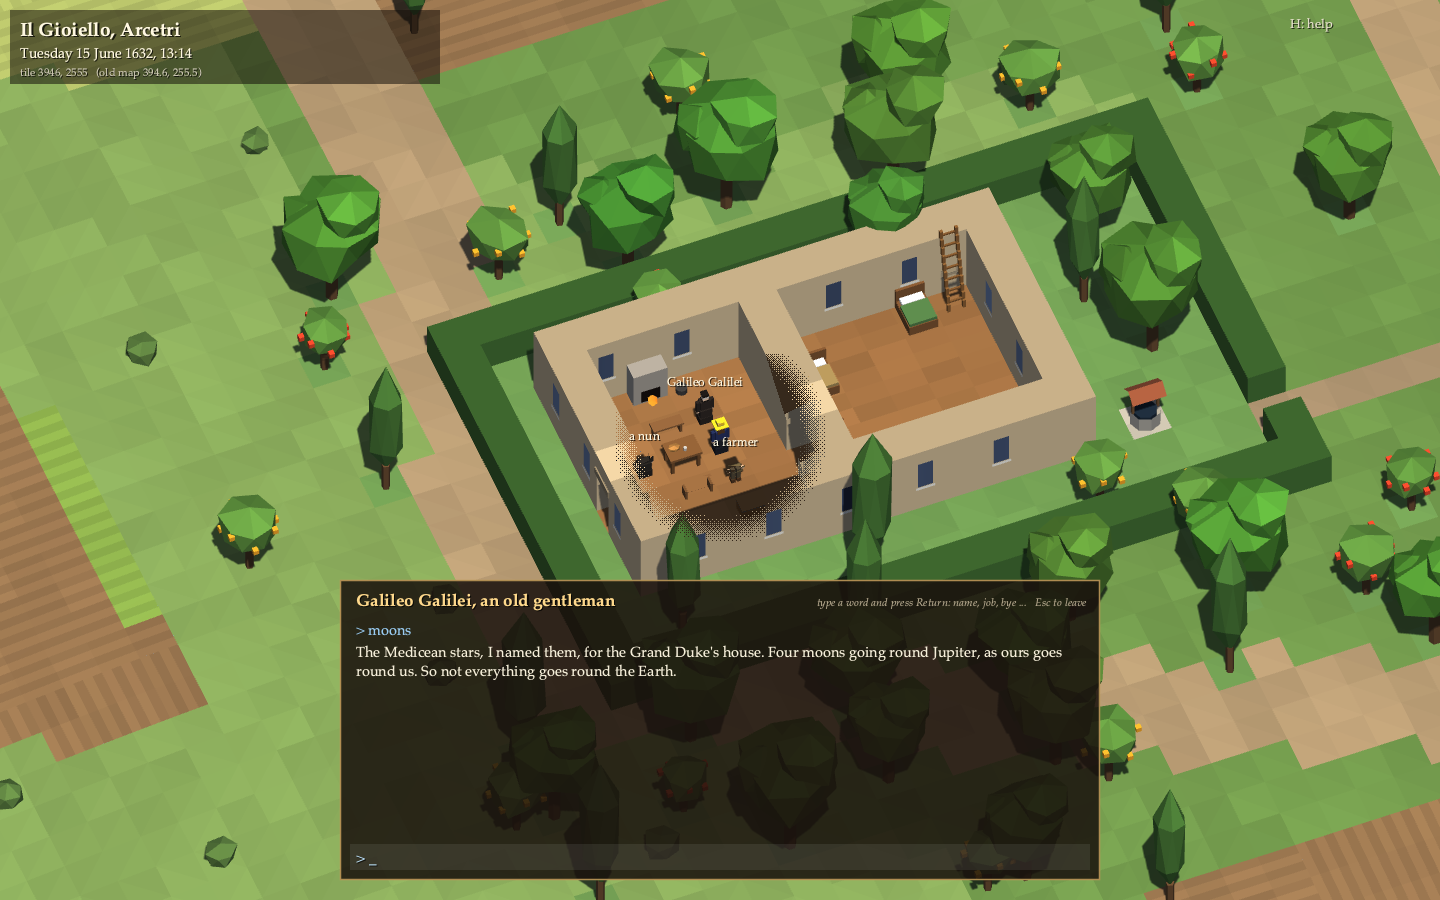 Il Gioiello, Arcetri
Tuesday 15 June 1632, 13:14
tile 3946, 2555 (old map 394.6, 255.5)
H: help
Galileo Galilei
a nun
a farmer
Galileo Galilei, an old gentleman
type a word and press Return: name, job, bye ... Esc to leave
> moons
The Medicean stars, I named them, for the Grand Duke's house. Four moons going round Jupiter, as ours goes
round us. So not everything goes round the Earth.
> _